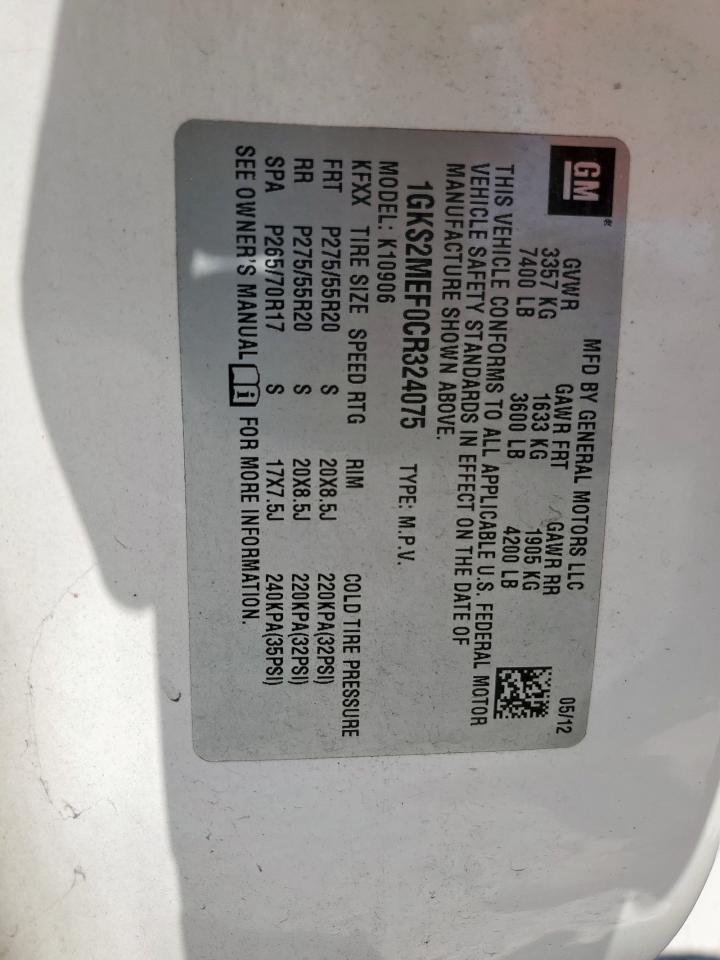 GM
MFD BY GENERAL MOTORS LLC 05/12
GVWR GAWR FRT GAWR RR
3357 KG 1633 KG 1905 KG
7400 LB 3600 LB 4200 LB
THIS VEHICLE CONFORMS TO ALL APPLICABLE U.S. FEDERAL MOTOR
VEHICLE SAFETY STANDARDS IN EFFECT ON THE DATE OF
MANUFACTURE SHOWN ABOVE.
1GKS2MEF0CR324075 TYPE: M.P.V.
MODEL: K10906
KFXX TIRE SIZE SPEED RTG RIM COLD TIRE PRESSURE
FRT P275/55R20 S 20X8.5J 220KPA(32PSI)
RR P275/55R20 S 20X8.5J 220KPA(32PSI)
SPA P265/70R17 S 17X7.5J 240KPA(35PSI)
SEE OWNER'S MANUAL FOR MORE INFORMATION.